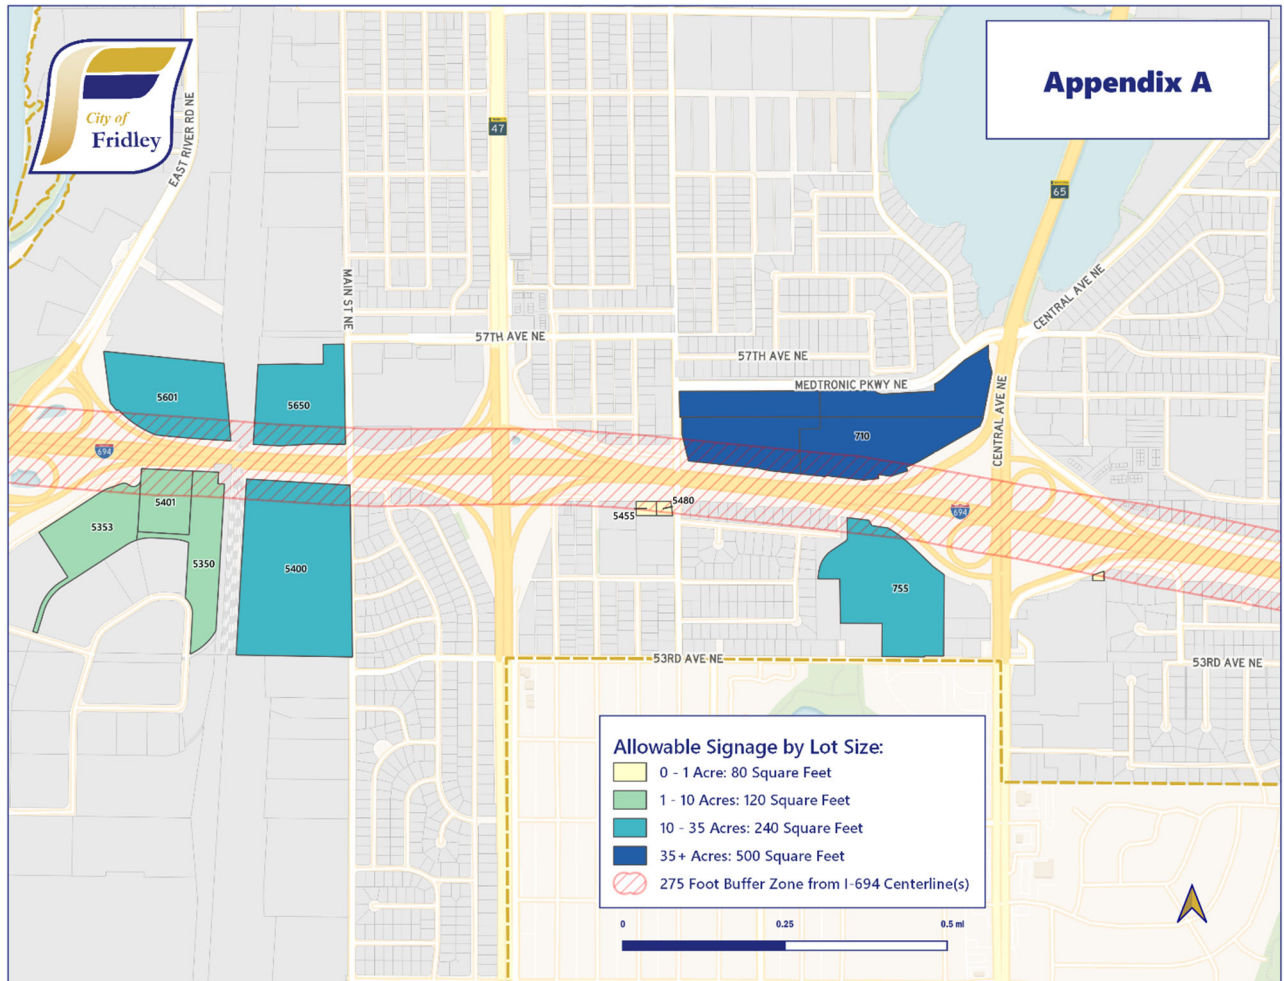 City of
Fridley
Appendix A
EAST RIVER RD NE
47
65
MAIN ST NE
CENTRAL AVE NE
57TH AVE NE
57TH AVE NE
MEDTRONIC PKWY NE
5601
5650
710
CENTRAL AVE NE
694
5401
5480
5455
694
5353
5350
5400
755
53RD AVE NE
53RD AVE NE
Allowable Signage by Lot Size:
0 - 1 Acre: 80 Square Feet
1 - 10 Acres: 120 Square Feet
10 - 35 Acres: 240 Square Feet
35+ Acres: 500 Square Feet
275 Foot Buffer Zone from I-694 Centerline(s)
0 0.25 0.5 mi